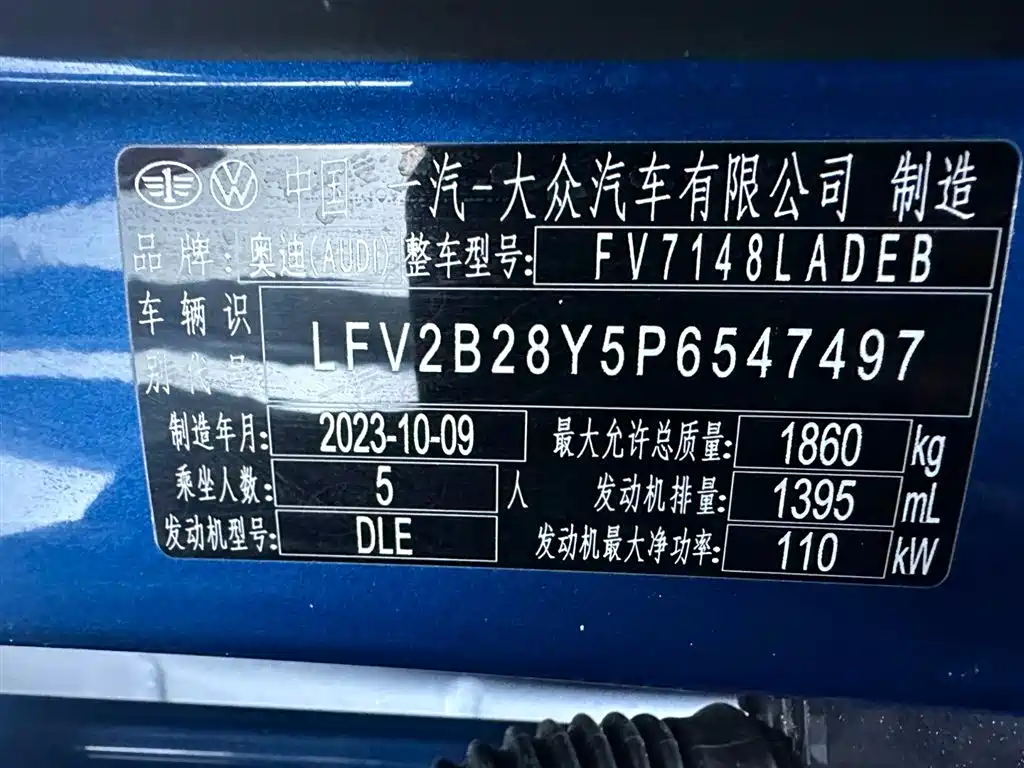 中国 一汽-大众汽车有限公司 制造
品牌: 奥迪(AUDI) 整车型号: FV7148LADEB
车辆识别代号 LFV2B28Y5P6547497
制造年月: 2023-10-09 最大允许总质量: 1860 kg
乘坐人数: 5 人 发动机排量: 1395 mL
发动机型号: DLE 发动机最大净功率: 110 kW